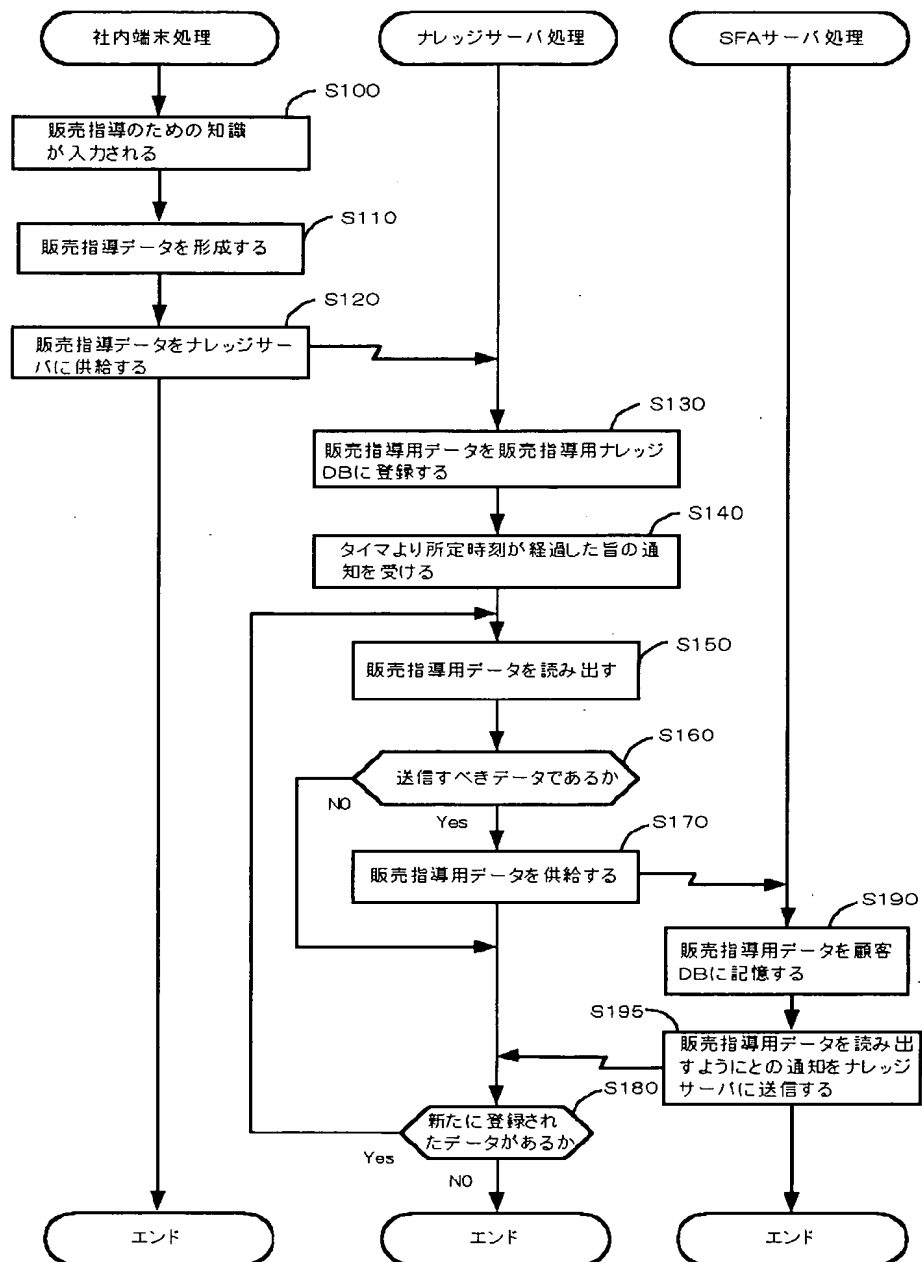 社内端末処理
ナレッジサーバ処理
SFAサーバ処理
S100
販売指導のための知識
が入力される
S110
販売指導データを形成する
S120
販売指導データをナレッジサー
バに供給する
S130
販売指導用データを販売指導用ナレッジ
DBに登録する
S140
タイマより所定時刻が経過した旨の通
知を受ける
S150
販売指導用データを読み出す
S160
送信すべきデータであるか
NO
Yes
S170
販売指導用データを供給する
S190
販売指導用データを顧客
DBに記憶する
S195
販売指導用データを読み出
すようにとの通知をナレッジ
サーバに送信する
S180
新たに登録され
たデータがあるか
Yes
NO
エンド
エンド
エンド